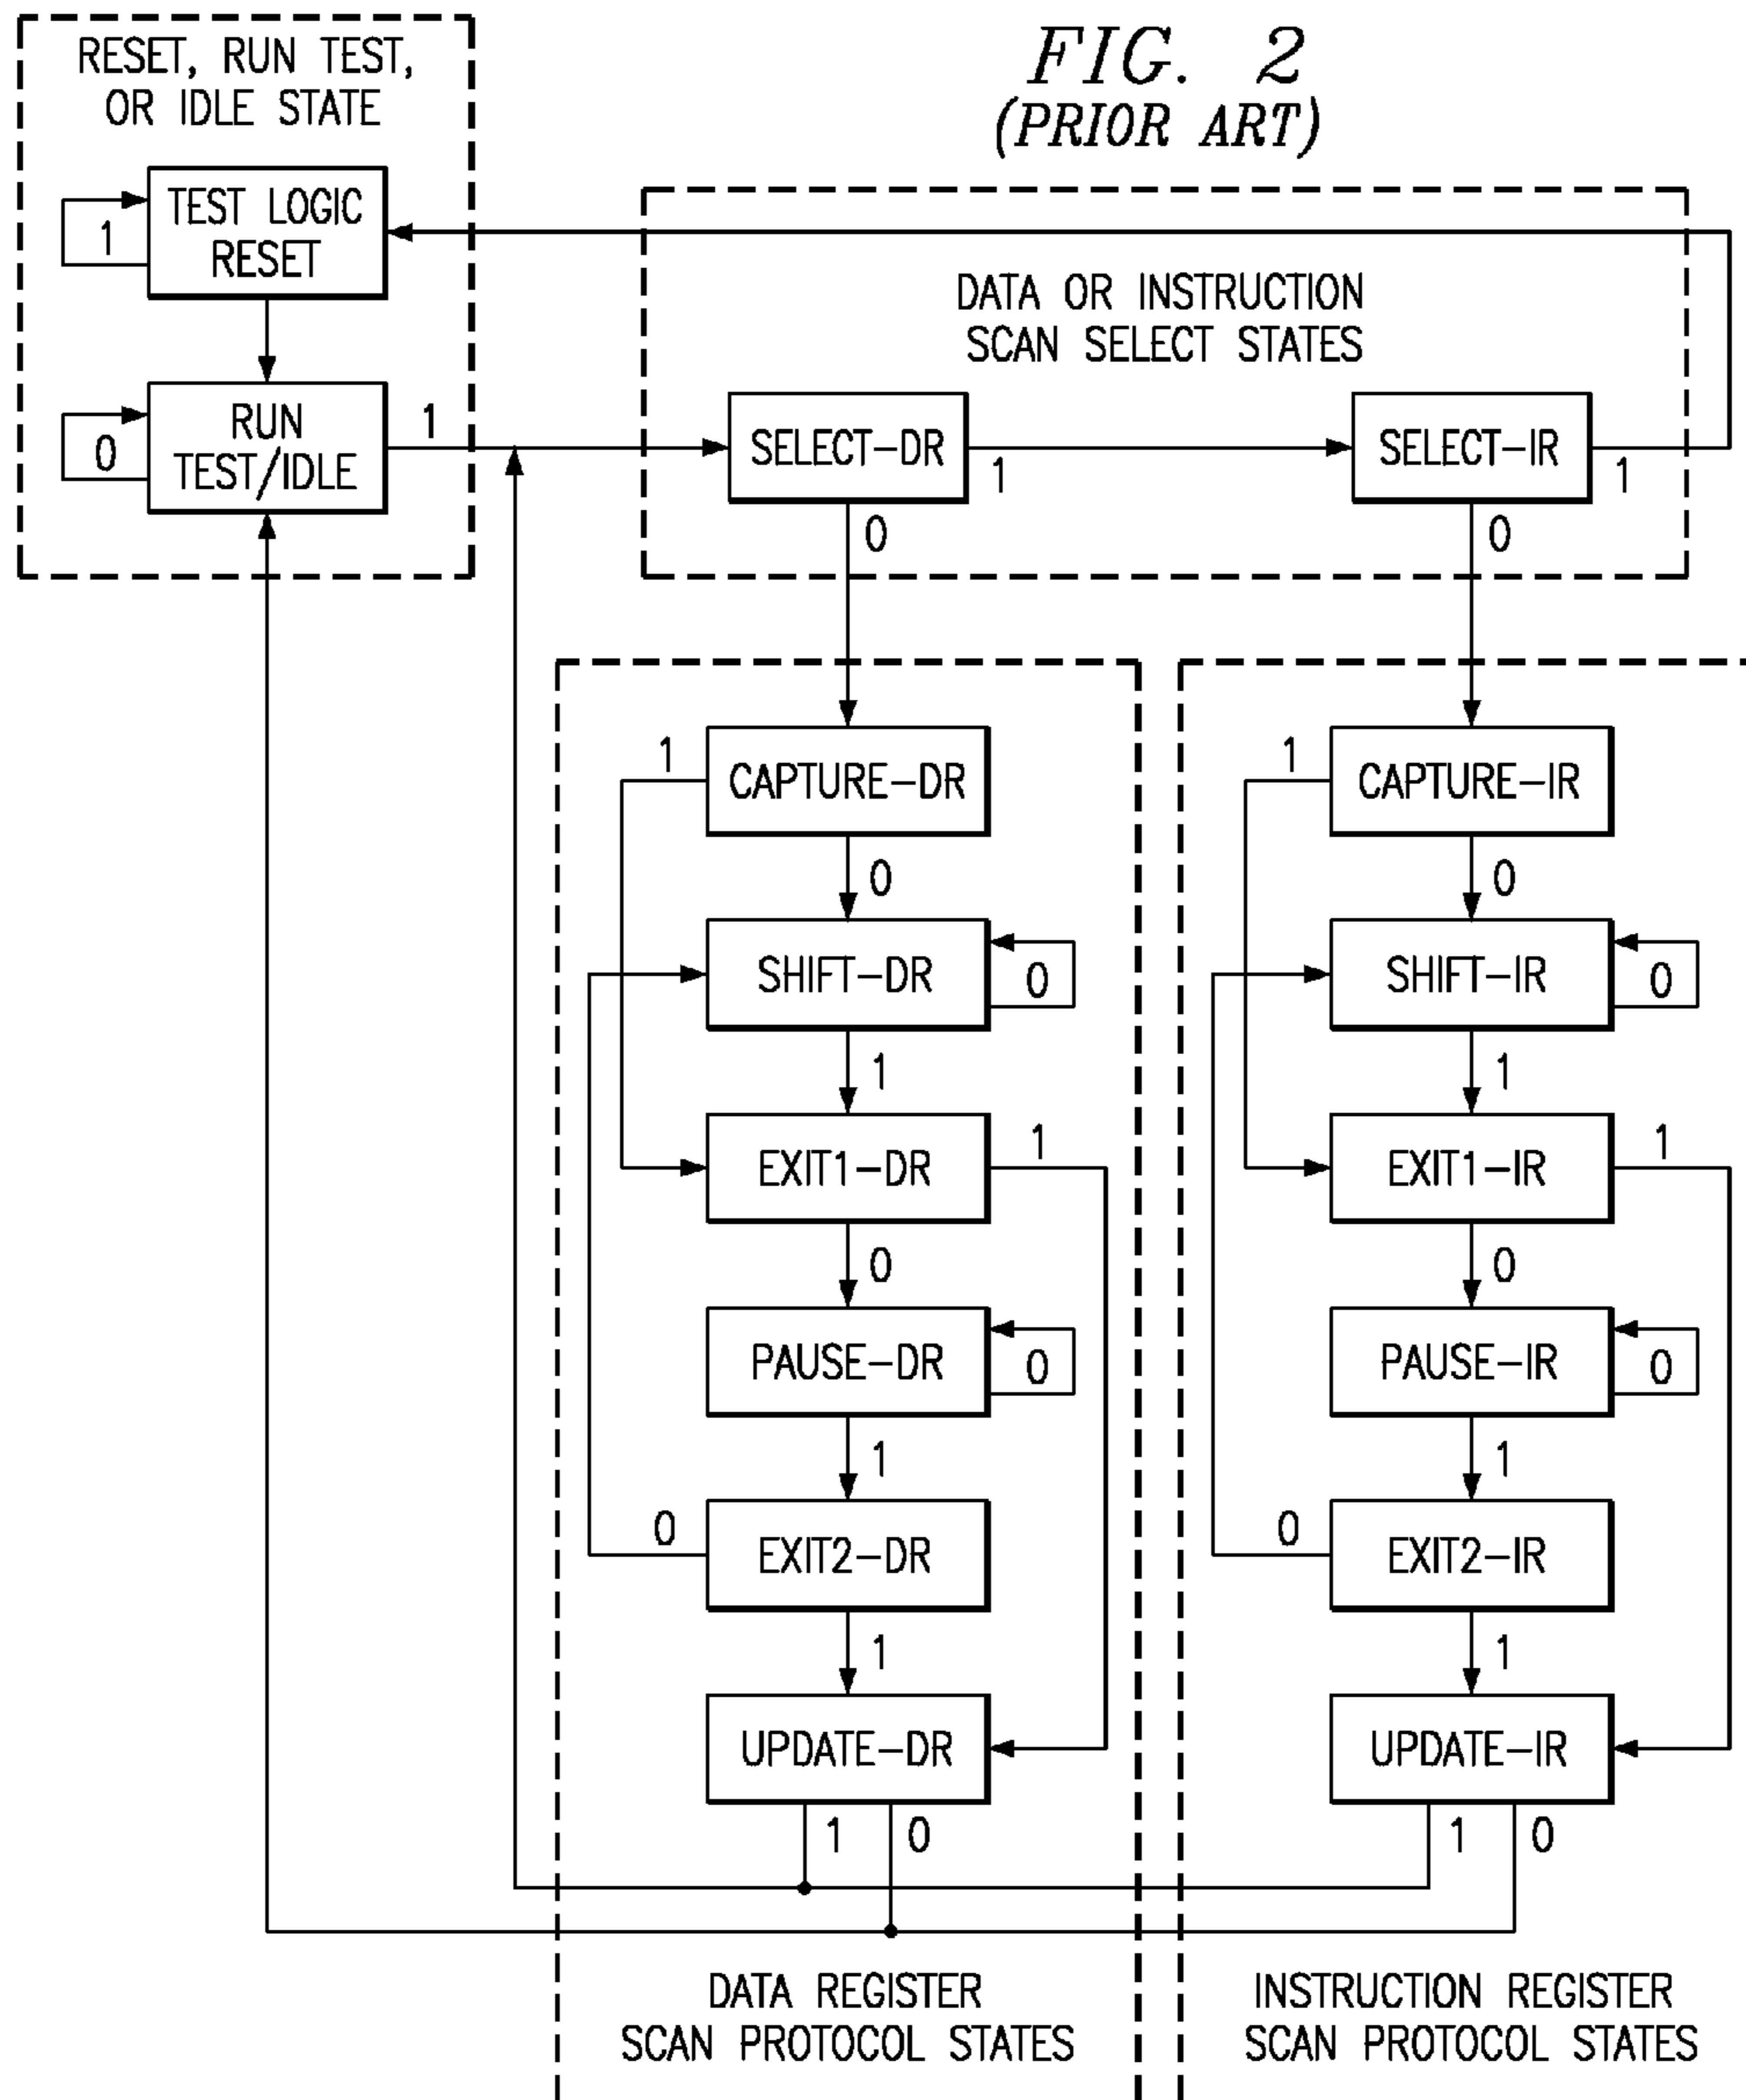 FIG. 2
(PRIOR ART)
RESET, RUN TEST,
OR IDLE STATE
TEST LOGIC
RESET
1
RUN
TEST/IDLE
0
1
DATA OR INSTRUCTION
SCAN SELECT STATES
SELECT-DR
1
0
SELECT-IR
1
0
CAPTURE-DR
1
0
SHIFT-DR
0
1
EXIT1-DR
1
0
PAUSE-DR
0
1
EXIT2-DR
0
1
UPDATE-DR
1
0
DATA REGISTER
SCAN PROTOCOL STATES
CAPTURE-IR
1
0
SHIFT-IR
0
1
EXIT1-IR
1
0
PAUSE-IR
0
1
EXIT2-IR
0
1
UPDATE-IR
1
0
INSTRUCTION REGISTER
SCAN PROTOCOL STATES